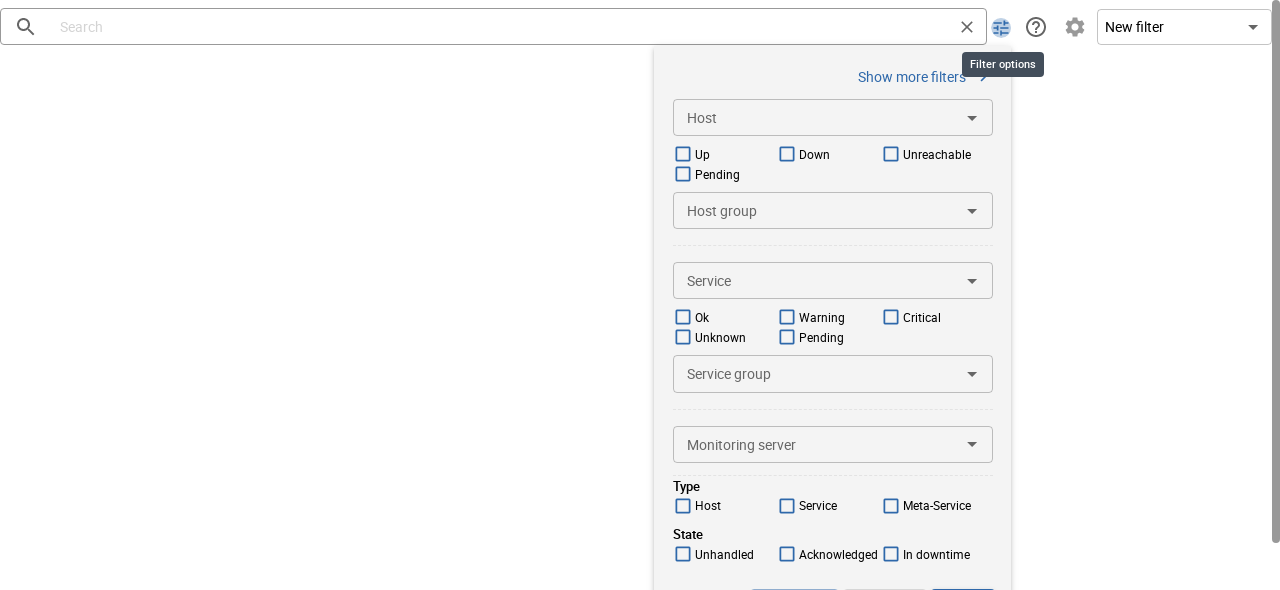 Search
New filter
Filter options
Show more filters
Host
Up Down Unreachable
Pending
Host group
Service
Ok Warning Critical
Unknown Pending
Service group
Monitoring server
Type
Host Service Meta-Service
State
Unhandled Acknowledged In downtime